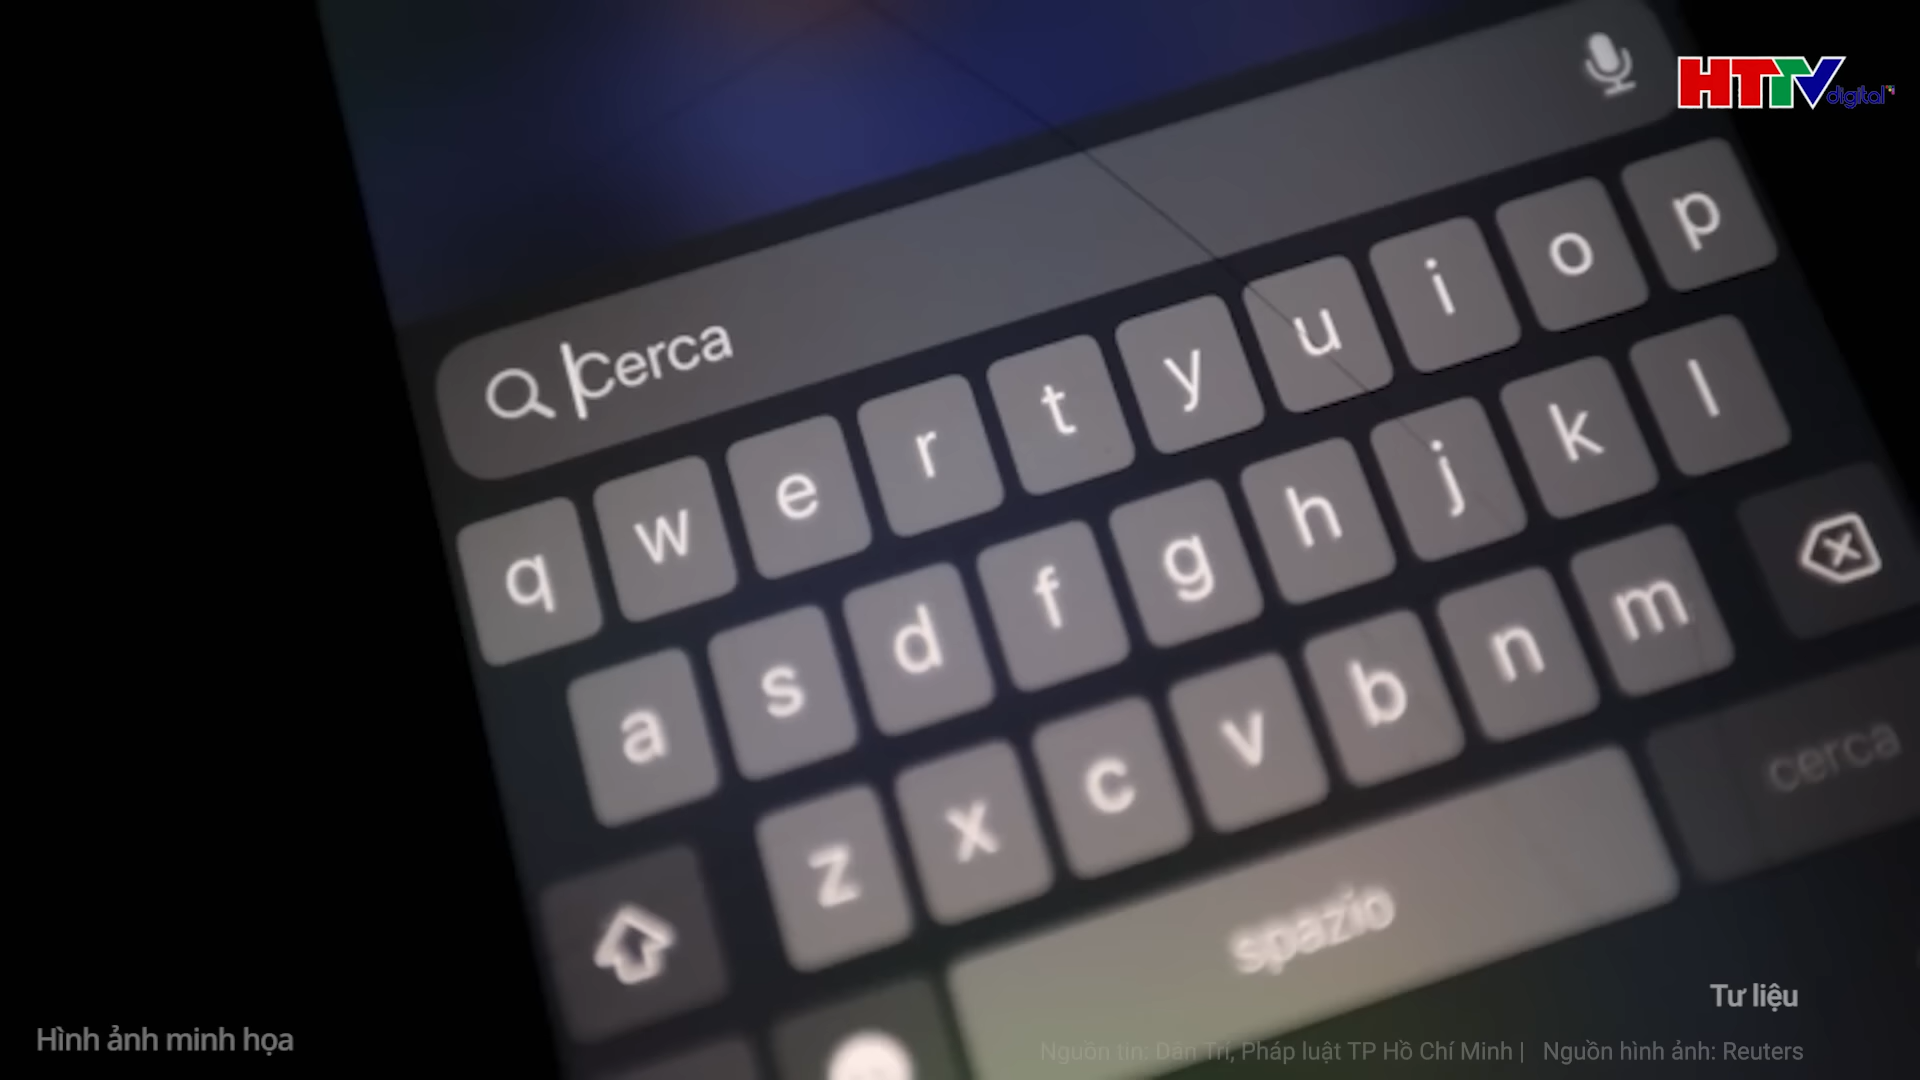 HTTV digital
Cerca
q w e r t y u i o p
a s d f g h j k l
z x c v b n m
spazio
cerca
Tư liệu
Hình ảnh minh họa
Nguồn tin: Dân Trí, Pháp luật TP Hồ Chí Minh | Nguồn hình ảnh: Reuters